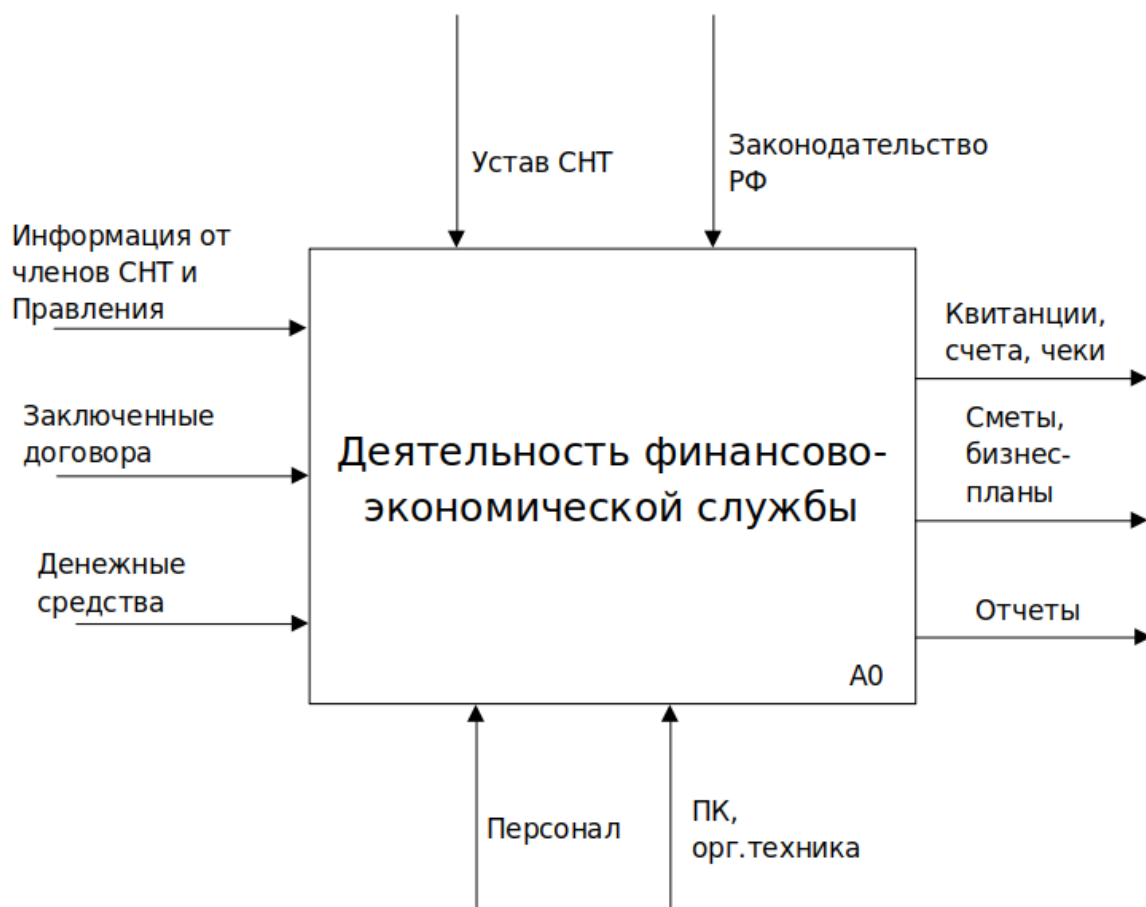 Устав СНТ
Законодательство
РФ
Информация от
членов СНТ и
Правления
Заключенные
договора
Денежные
средства
Деятельность финансово-
экономической службы
А0
Квитанции,
счета, чеки
Сметы,
бизнес-
планы
Отчеты
Персонал
ПК,
орг.техника